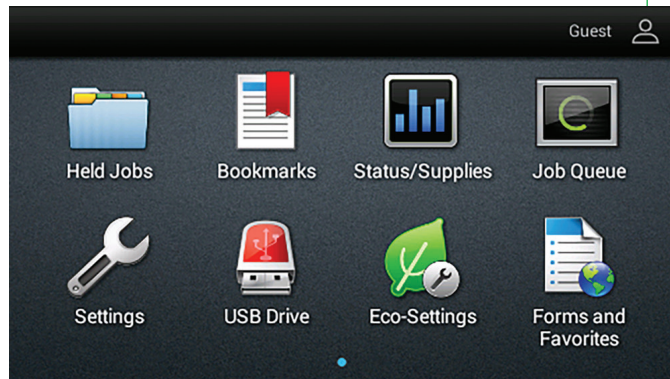 Guest
Held Jobs
Bookmarks
Status/Supplies
Job Queue
Settings
USB Drive
Eco-Settings
Forms and
Favorites